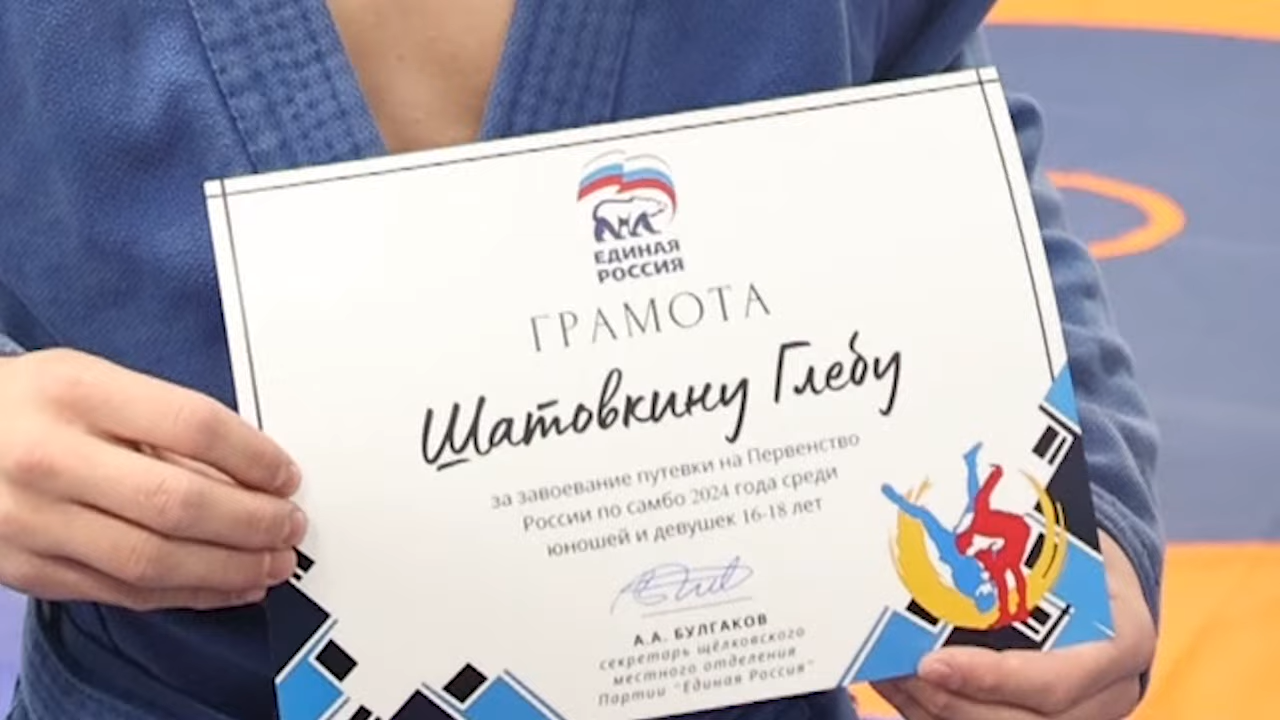 ЕДИНАЯ
РОССИЯ
ГРАМОТА
Шатовкину Глебу
за завоевание путевки на Первенство
России по самбо 2024 года среди
юношей и девушек 16-18 лет
А.А. БУЛГАКОВ
секретарь щёлковского
местного отделения
Партии "Единая Россия"